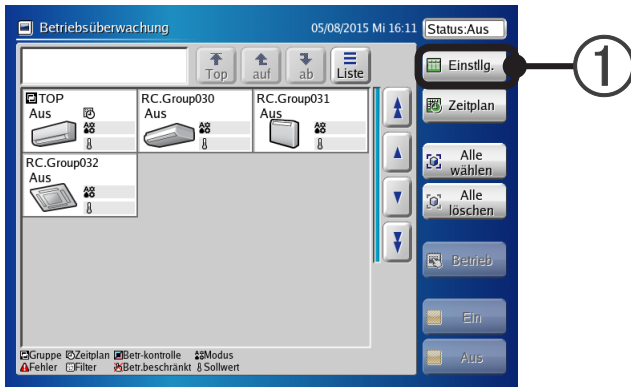 Betriebsüberwachung 05/08/2015 Mi 16:11 Status:Aus
Top auf ab Liste
Einstllg.
1
TOP
Aus
RC.Group030
Aus
RC.Group031
Aus
Zeitplan
RC.Group032
Aus
Alle
wählen
Alle
löschen
Betrieb
Ein
Aus
Gruppe Zeitplan Betr-kontrolle Modus
Fehler Filter Betr.beschränkt Sollwert